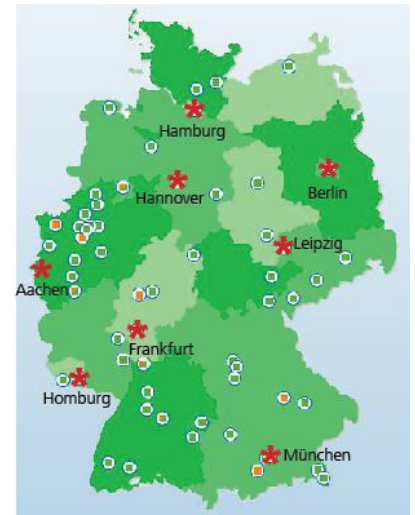 Hamburg
Hannover
Berlin
Leipzig
Aachen
Frankfurt
Homburg
München